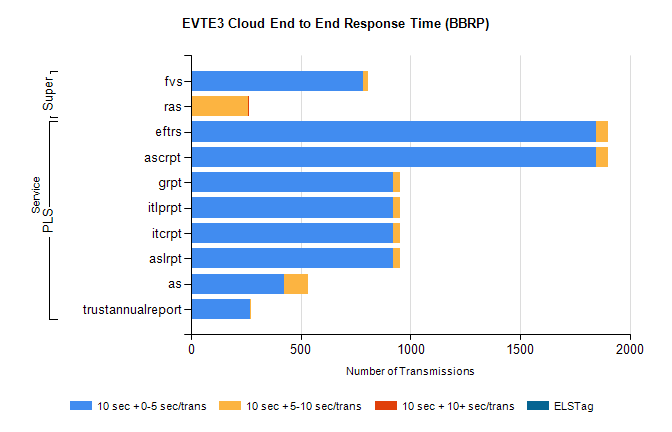 EVTE3 Cloud End to End Response Time (BBRP)
Super
fvs
ras
Service
PLS
eftrs
ascrpt
grpt
itlprpt
itcrpt
aslrpt
as
trustannualreport
0 500 1000 1500 2000
Number of Transmissions
10 sec +0-5 sec/trans 10 sec +5-10 sec/trans 10 sec + 10+ sec/trans ELSTag